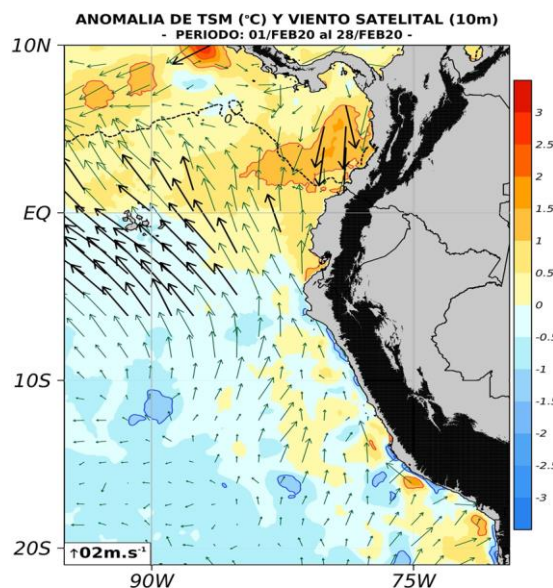 ANOMALIA DE TSM (°C) Y VIENTO SATELITAL (10m)
- PERIODO: 01/FEB20 al 28/FEB20 -
10N
EQ
10S
20S
90W
75W
0
↑02m.s⁻¹
3
2.5
2
1.5
1
0.5
0
-0.5
-1
-1.5
-2
-2.5
-3